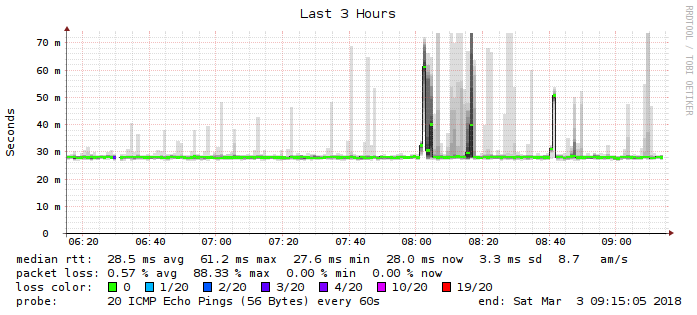 Last 3 Hours
RRDTOOL / TOBI OETIKER
Seconds
70 m
60 m
50 m
40 m
30 m
20 m
10 m
0
06:20 06:40 07:00 07:20 07:40 08:00 08:20 08:40 09:00
median rtt: 28.5 ms avg 61.2 ms max 27.6 ms min 28.0 ms now 3.3 ms sd 8.7 am/s
packet loss: 0.57 % avg 88.33 % max 0.00 % min 0.00 % now
loss color: 0 1/20 2/20 3/20 4/20 10/20 19/20
probe: 20 ICMP Echo Pings (56 Bytes) every 60s end: Sat Mar 3 09:15:05 2018